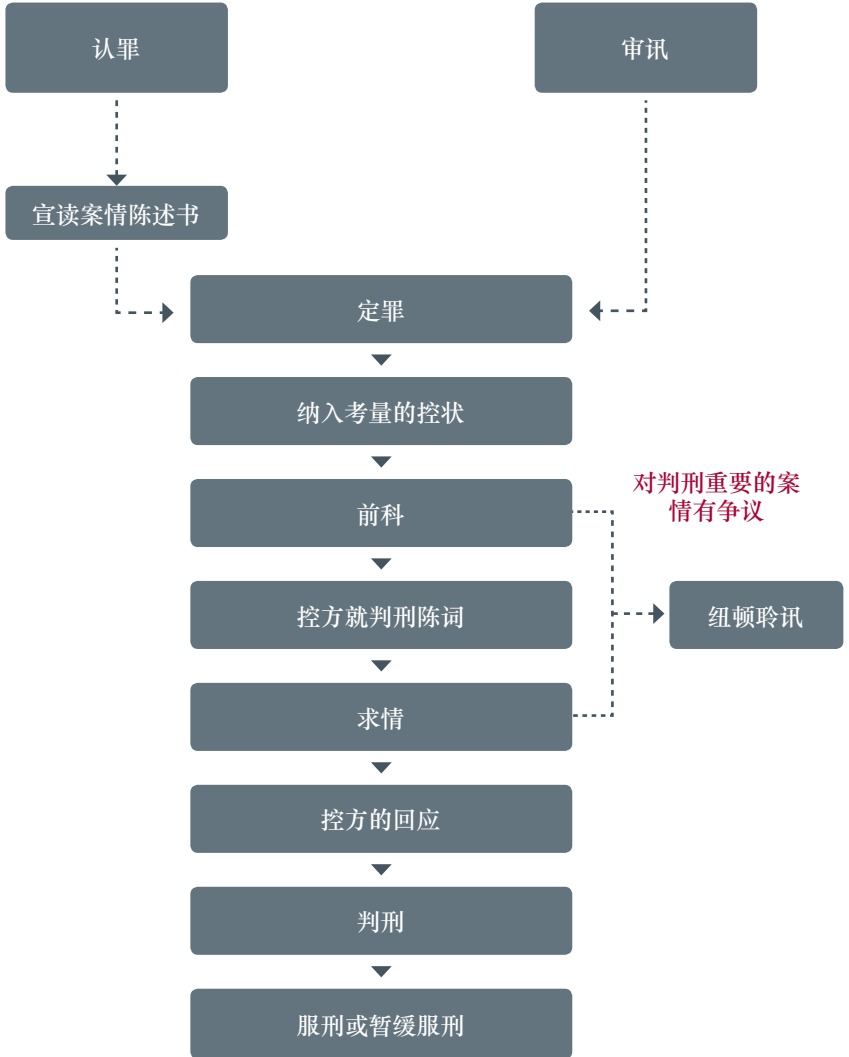 认罪
审讯
宣读案情陈述书
定罪
纳入考量的控状
前科
对判刑重要的案
情有争议
控方就判刑陈词
纽顿聆讯
求情
控方的回应
判刑
服刑或暂缓服刑